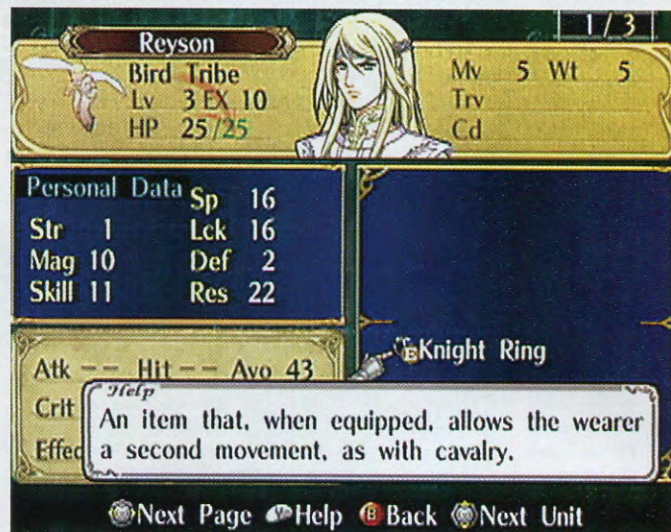 1/3
Reyson
Bird Tribe
Lv 3 EX 10
HP 25/25
Mv 5 Wt 5
Trv
Cd
Personal Data
Sp 16
Str 1 Lck 16
Mag 10 Def 2
Skill 11 Res 22
E Knight Ring
Atk -- Hit -- Avo 43
Crit
Effec
Help
An item that, when equipped, allows the wearer
a second movement, as with cavalry.
Next Page Help B Back Next Unit